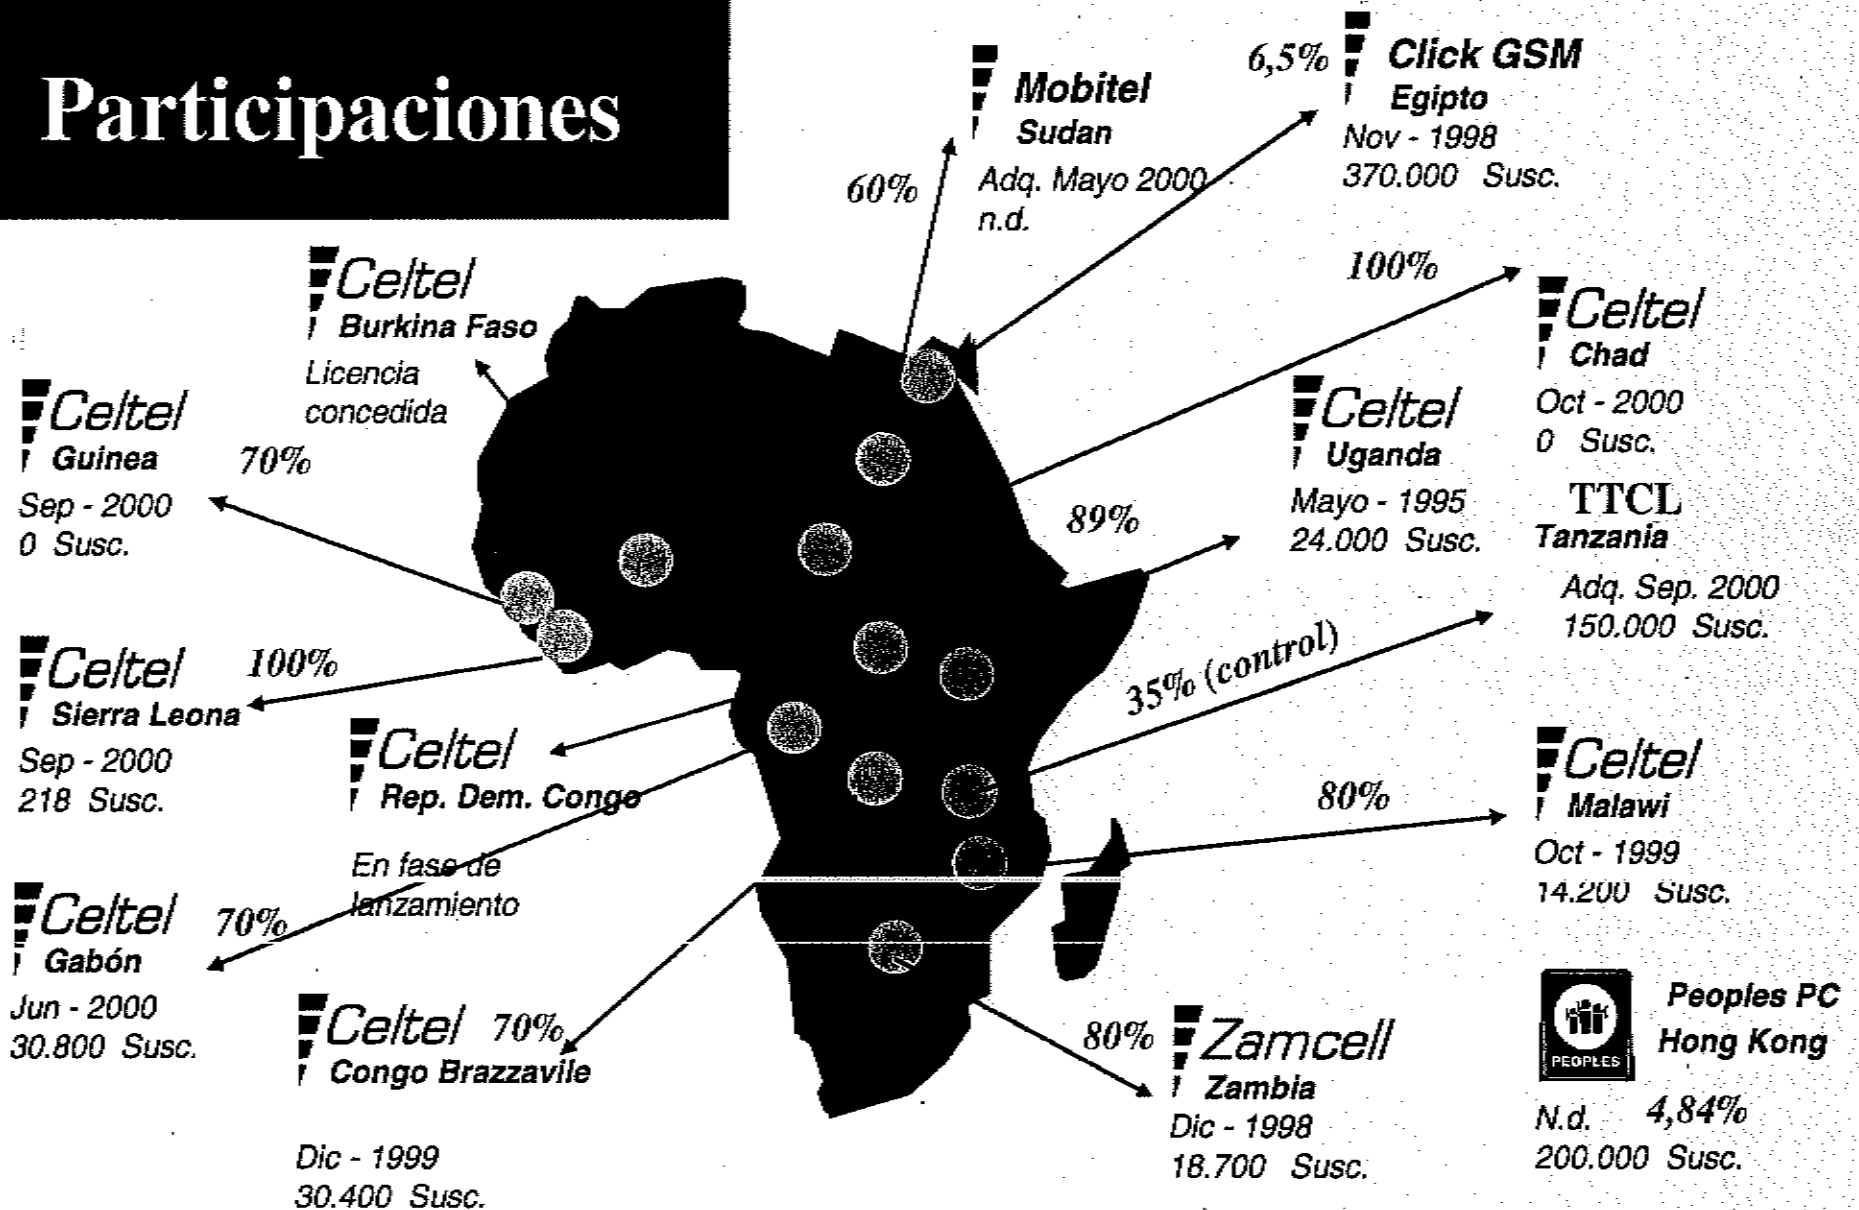 Participaciones
6,5%
Click GSM
Egipto
Nov - 1998
370.000 Susc.
Mobitel
Sudan
60%
Adq. Mayo 2000
n.d.
Celtel
Burkina Faso
Licencia
concedida
100%
Celtel
Chad
Oct - 2000
0 Susc.
Celtel
Guinea
70%
Sep - 2000
0 Susc.
Celtel
Uganda
89%
Mayo - 1995
24.000 Susc.
TTCL
Tanzania
Adq. Sep. 2000
150.000 Susc.
35% (control)
Celtel
Sierra Leona
100%
Sep - 2000
218 Susc.
Celtel
Rep. Dem. Congo
En fase de
lanzamiento
80%
Celtel
Malawi
Oct - 1999
14.200 Susc.
Celtel
Gabón
70%
Jun - 2000
30.800 Susc.
Celtel 70%
Congo Brazzavile
Dic - 1999
30.400 Susc.
80%
Zamcell
Zambia
Dic - 1998
18.700 Susc.
PEOPLES
Peoples PC
Hong Kong
N.d. 4,84%
200.000 Susc.